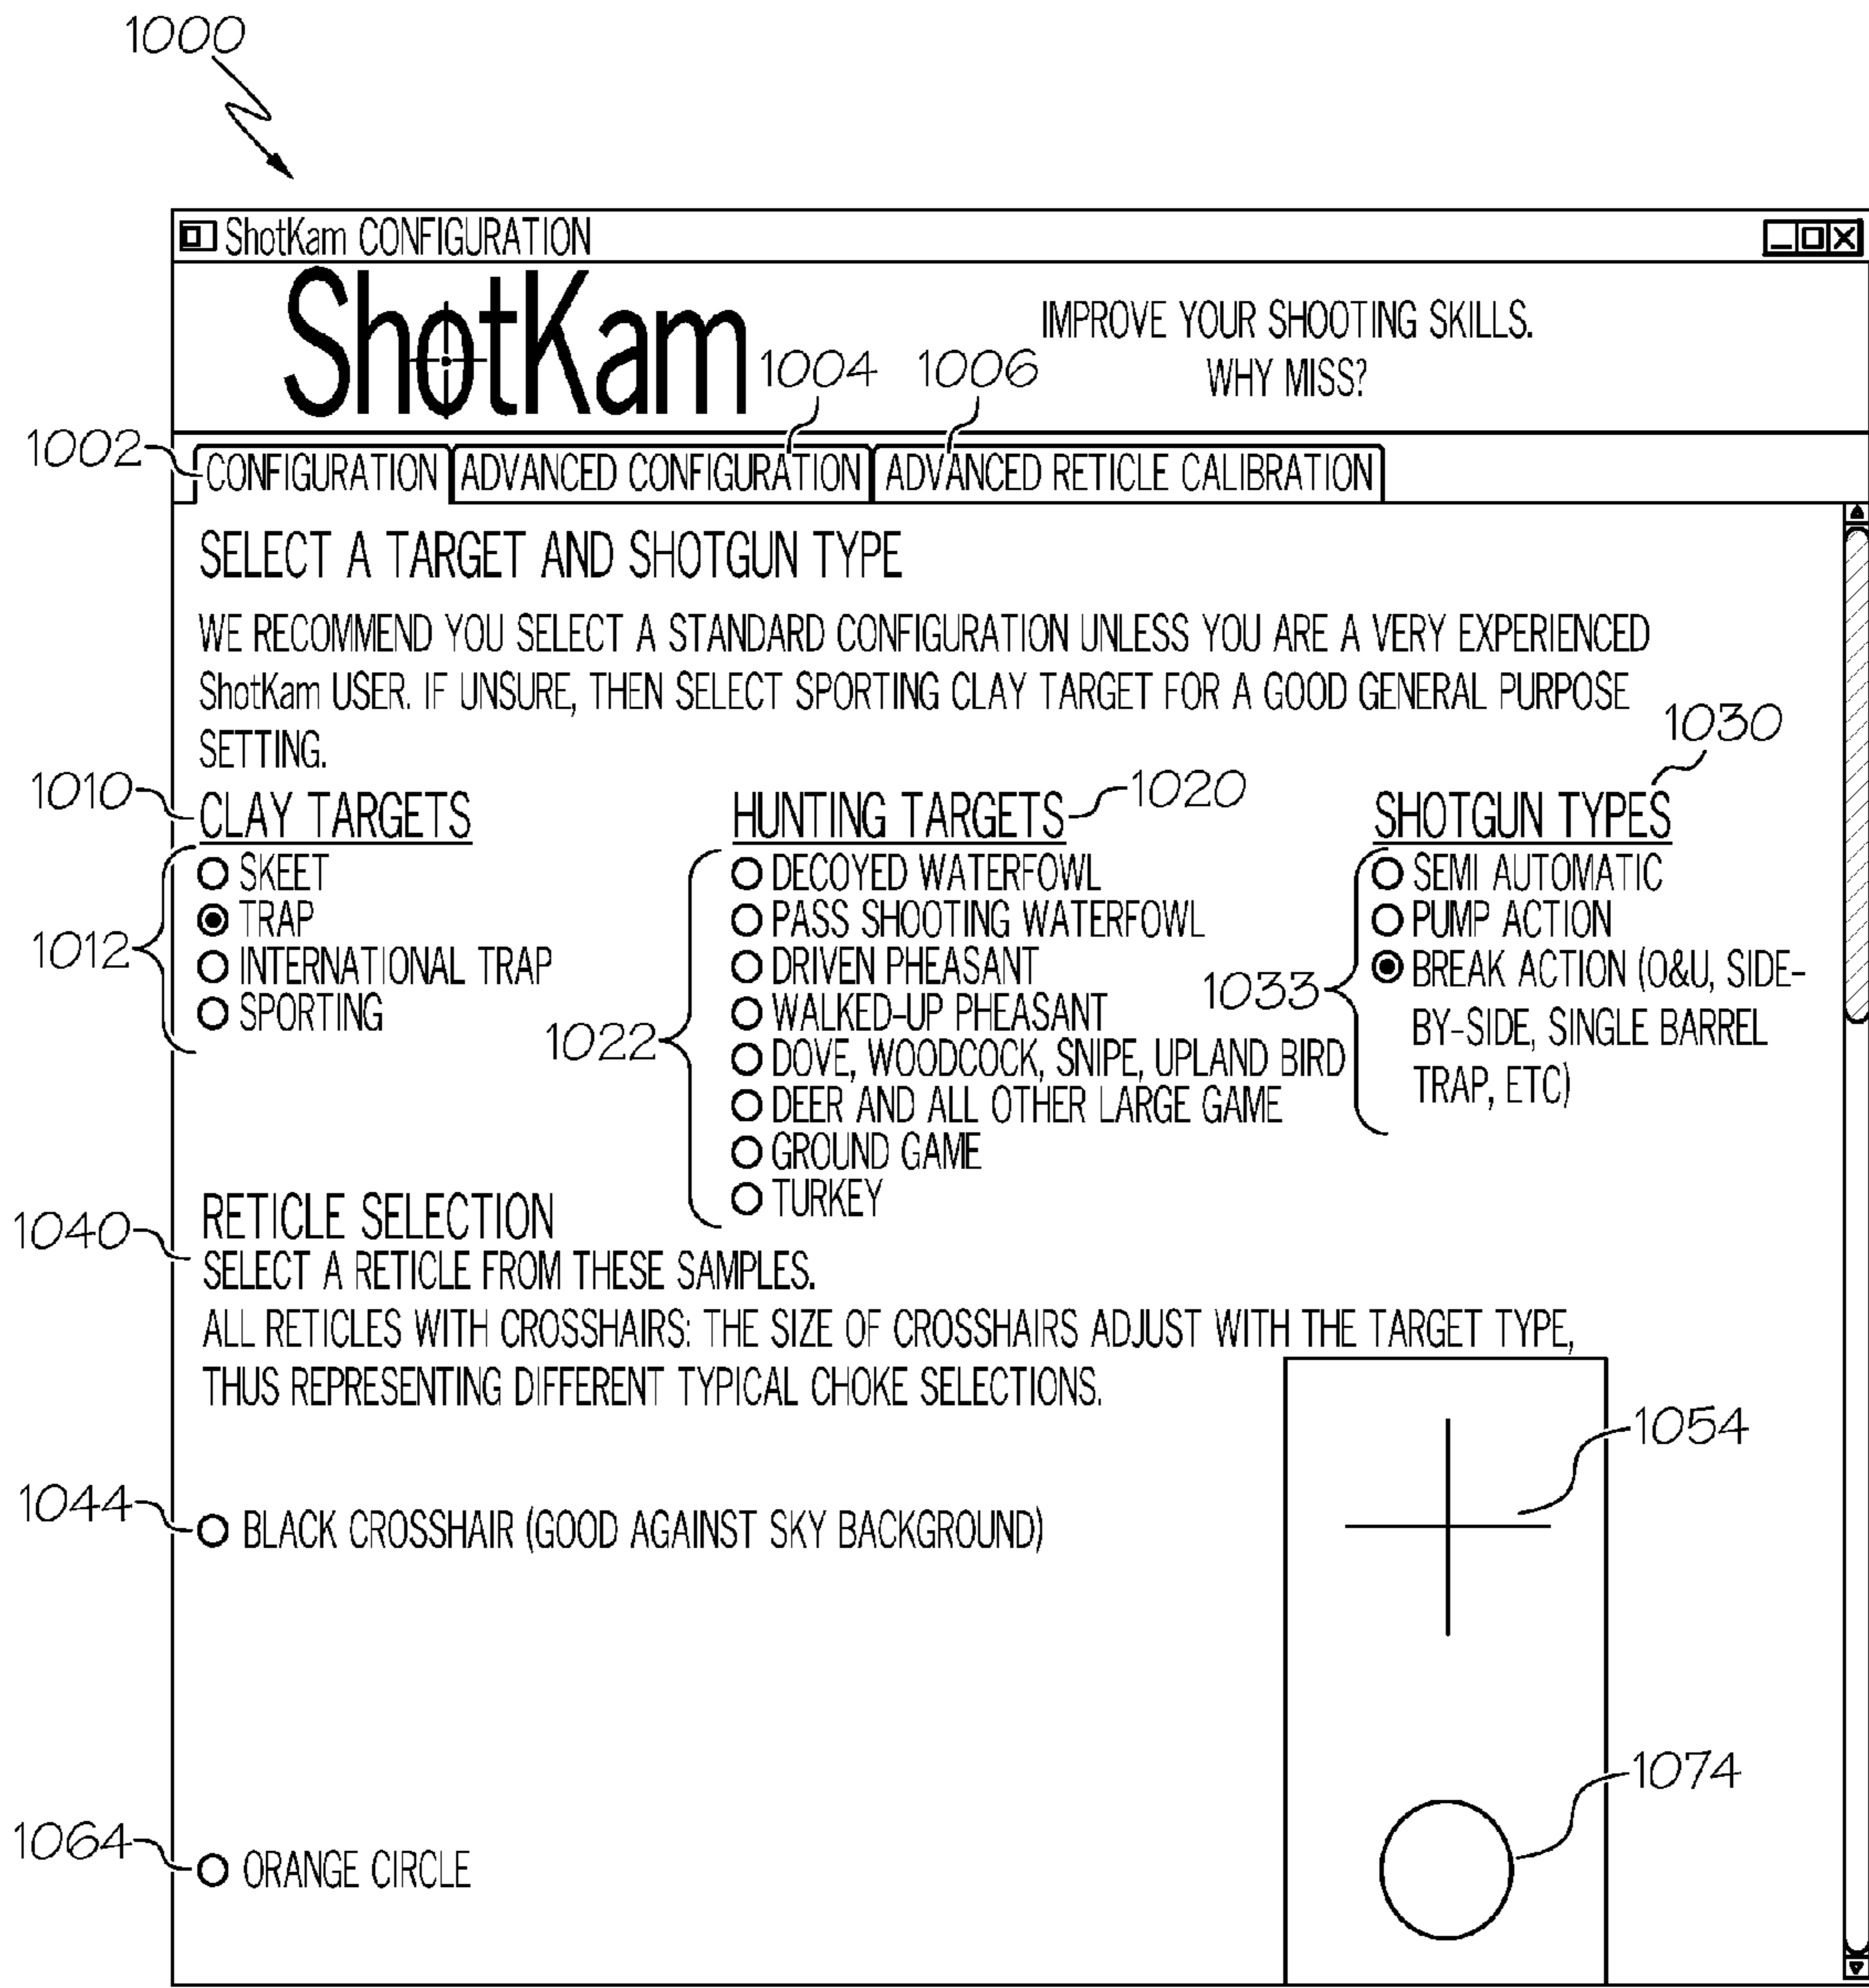 1000
ShotKam CONFIGURATION
ShotKam
IMPROVE YOUR SHOOTING SKILLS.
WHY MISS?
1004
1006
1002
CONFIGURATION
ADVANCED CONFIGURATION
ADVANCED RETICLE CALIBRATION
SELECT A TARGET AND SHOTGUN TYPE
WE RECOMMEND YOU SELECT A STANDARD CONFIGURATION UNLESS YOU ARE A VERY EXPERIENCED
ShotKam USER. IF UNSURE, THEN SELECT SPORTING CLAY TARGET FOR A GOOD GENERAL PURPOSE
SETTING.
1010
CLAY TARGETS
1012
SKEET
TRAP
INTERNATIONAL TRAP
SPORTING
HUNTING TARGETS
1020
1022
DECOYED WATERFOWL
PASS SHOOTING WATERFOWL
DRIVEN PHEASANT
WALKED-UP PHEASANT
DOVE, WOODCOCK, SNIPE, UPLAND BIRD
DEER AND ALL OTHER LARGE GAME
GROUND GAME
TURKEY
1030
SHOTGUN TYPES
1033
SEMI AUTOMATIC
PUMP ACTION
BREAK ACTION (O&U, SIDE-
BY-SIDE, SINGLE BARREL
TRAP, ETC)
1040
RETICLE SELECTION
SELECT A RETICLE FROM THESE SAMPLES.
ALL RETICLES WITH CROSSHAIRS: THE SIZE OF CROSSHAIRS ADJUST WITH THE TARGET TYPE,
THUS REPRESENTING DIFFERENT TYPICAL CHOKE SELECTIONS.
1054
1044
BLACK CROSSHAIR (GOOD AGAINST SKY BACKGROUND)
1074
1064
ORANGE CIRCLE